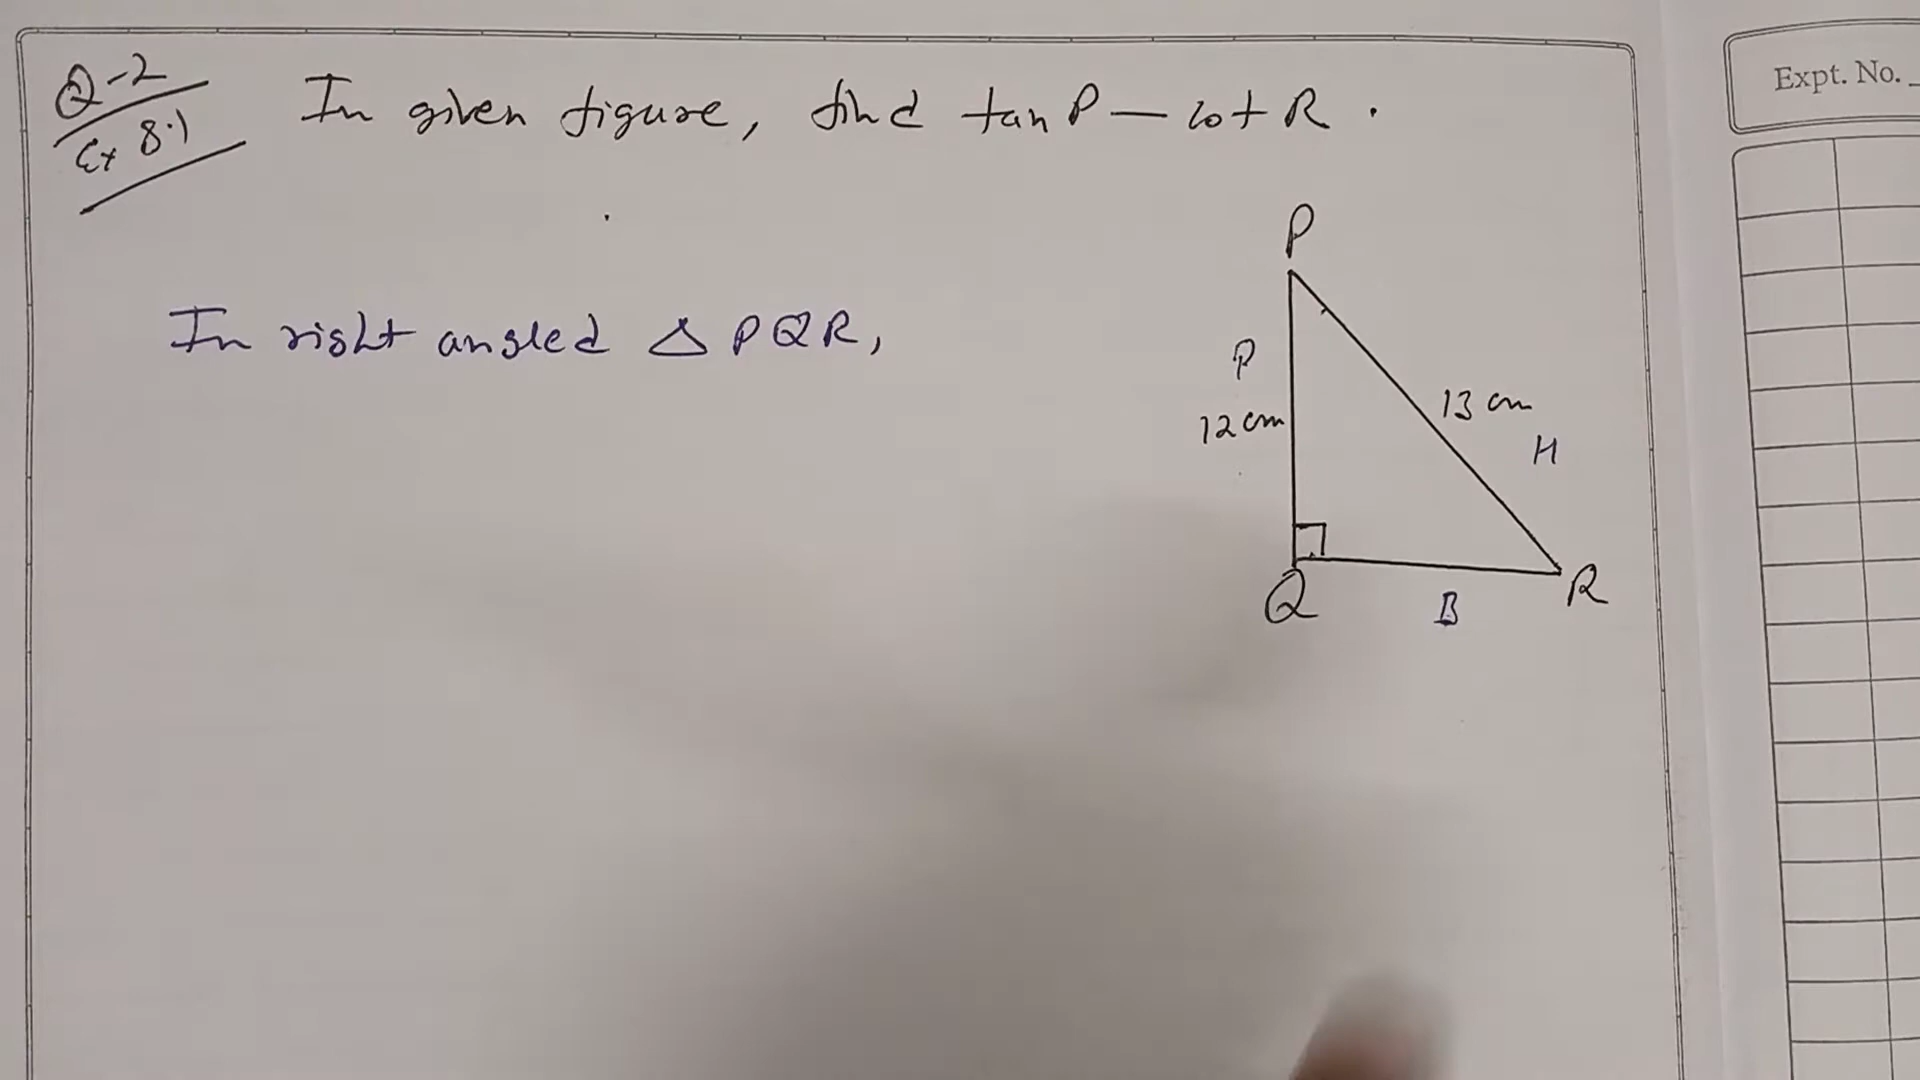 Q-2
Ex 8.1
In given figure, find tan P — cot R .
Expt. No.
P
In right angled △ PQR,
P
12 cm
13 cm
H
Q
B
R